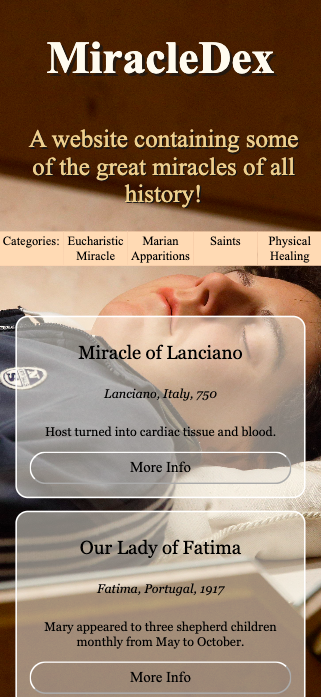 MiracleDex
A website containing some
of the great miracles of all
history!
Categories: Eucharistic Miracle Marian Apparitions Saints Physical Healing
Miracle of Lanciano
Lanciano, Italy, 750
Host turned into cardiac tissue and bone.
More Info
Our Lady of Fatima
Fatima, Portugal, 1917
Mary appeared to three shepherd children
monthly from May to October.
More Info